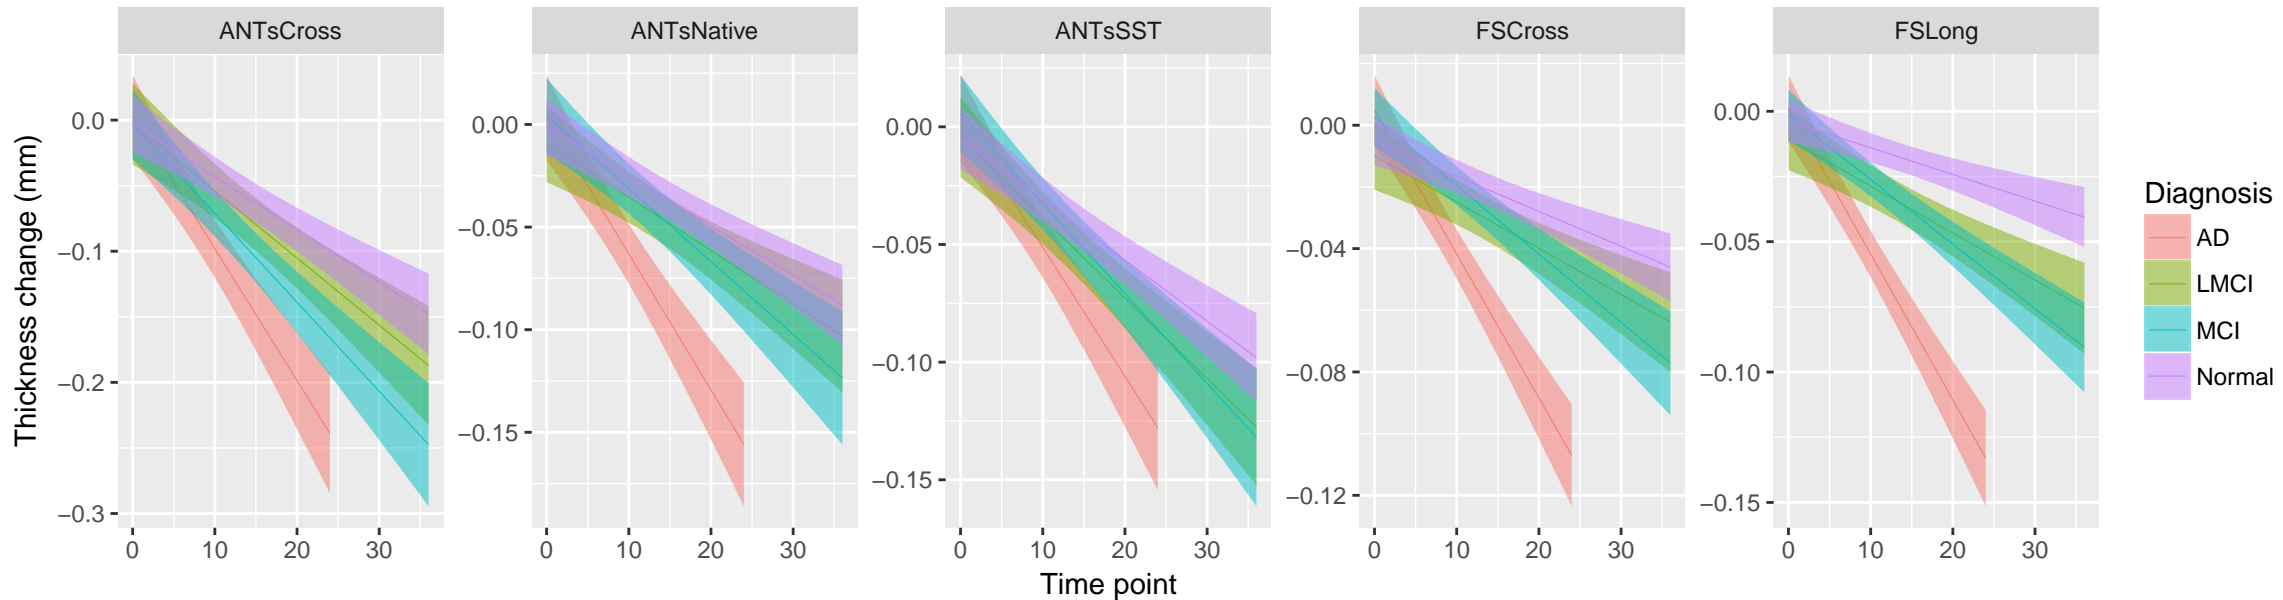 ANTsCross
ANTsNative
ANTsSST
FSCross
FSLong
Thickness change (mm)
0.0
−0.1
−0.2
−0.3
0 10 20 30
0.00
−0.05
−0.10
−0.15
0 10 20 30
0.00
−0.05
−0.10
−0.15
0 10 20 30
0.00
−0.04
−0.08
−0.12
0 10 20 30
0.00
−0.05
−0.10
−0.15
0 10 20 30
Time point
Diagnosis
AD
LMCI
MCI
Normal